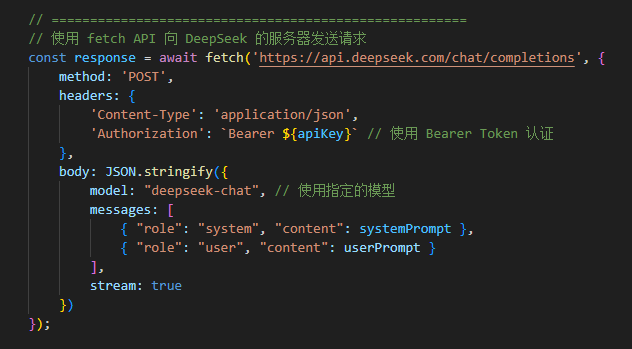 // ======================================================
// 使用 fetch API 向 DeepSeek 的服务器发送请求
const response = await fetch('https://api.deepseek.com/chat/completions', {
    method: 'POST',
    headers: {
        'Content-Type': 'application/json',
        'Authorization': `Bearer ${apiKey}` // 使用 Bearer Token 认证
    },
    body: JSON.stringify({
        model: "deepseek-chat", // 使用指定的模型
        messages: [
            { "role": "system", "content": systemPrompt },
            { "role": "user", "content": userPrompt }
        ],
        stream: true
    })
});